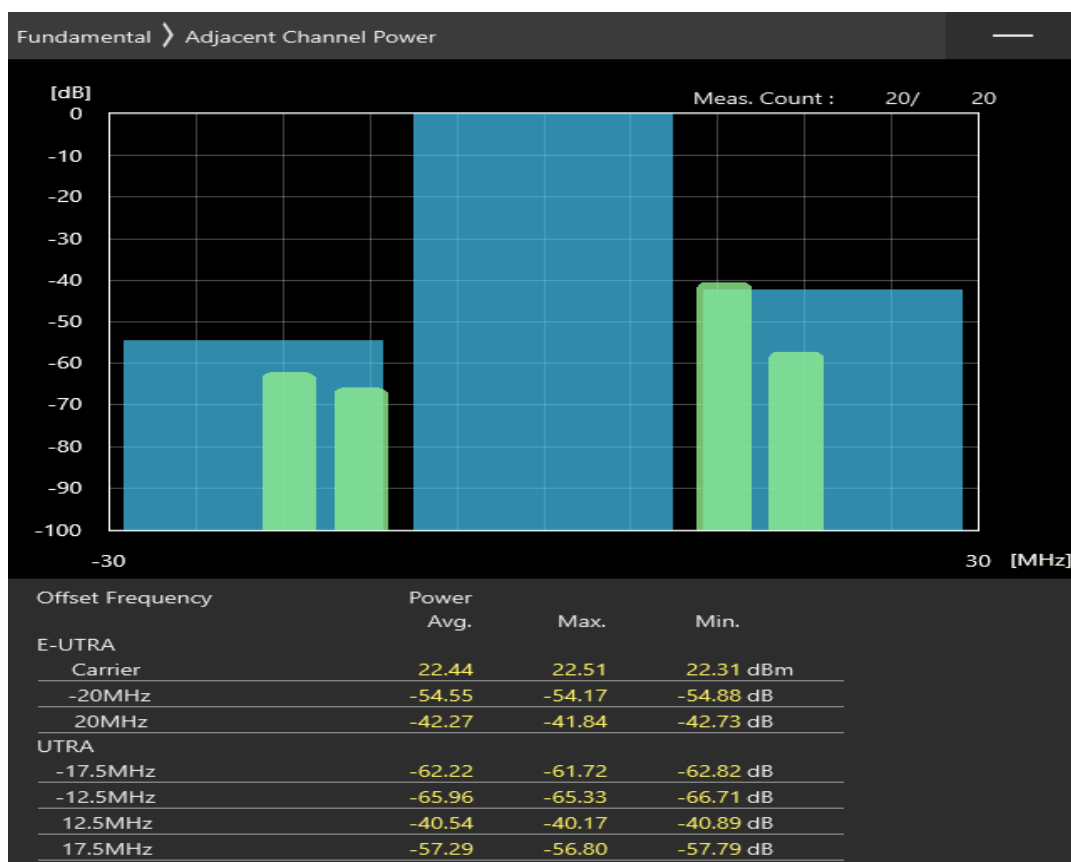 Fundamental 〉 Adjacent Channel Power
[dB]
Meas. Count : 20/ 20
0
-10
-20
-30
-40
-50
-60
-70
-80
-90
-100
-30 30 [MHz]
Offset Frequency Power
Avg. Max. Min.
E-UTRA
Carrier 22.44 22.51 22.31 dBm
-20MHz -54.55 -54.17 -54.88 dB
20MHz -42.27 -41.84 -42.73 dB
UTRA
-17.5MHz -62.22 -61.72 -62.82 dB
-12.5MHz -65.96 -65.33 -66.71 dB
12.5MHz -40.54 -40.17 -40.89 dB
17.5MHz -57.29 -56.80 -57.79 dB